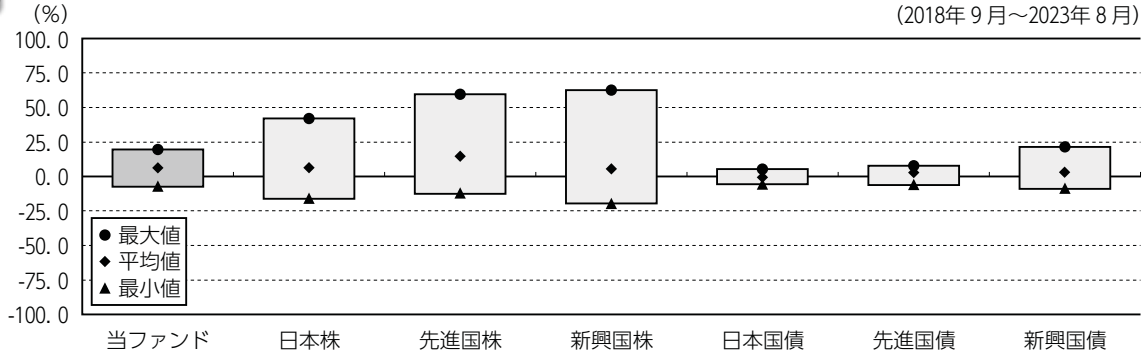 (%)
(2018年9月～2023年8月)
100.0
75.0
50.0
25.0
0.0
-25.0
-50.0
-75.0
-100.0
● 最大値
◆ 平均値
▲ 最小値
当ファンド 日本株 先進国株 新興国株 日本国債 先進国債 新興国債